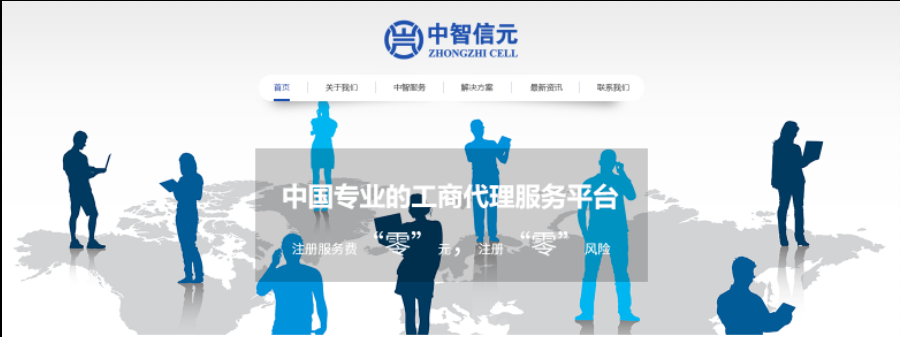 中智信元
ZHONGZHI CELL
首页 关于我们 中智服务 解决方案 最新资讯 联系我们
中国专业的工商代理服务平台
注册服务费 “零” 元， 注册 “零” 风险